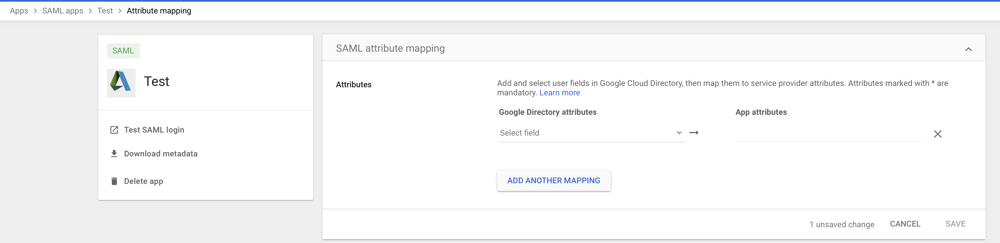 Apps > SAML apps > Test > Attribute mapping
SAML
Test
Test SAML login
Download metadata
Delete app
SAML attribute mapping
Attributes
Add and select user fields in Google Cloud Directory, then map them to service provider attributes. Attributes marked with * are
mandatory. Learn more
Google Directory attributes
App attributes
Select field
ADD ANOTHER MAPPING
1 unsaved change
CANCEL
SAVE